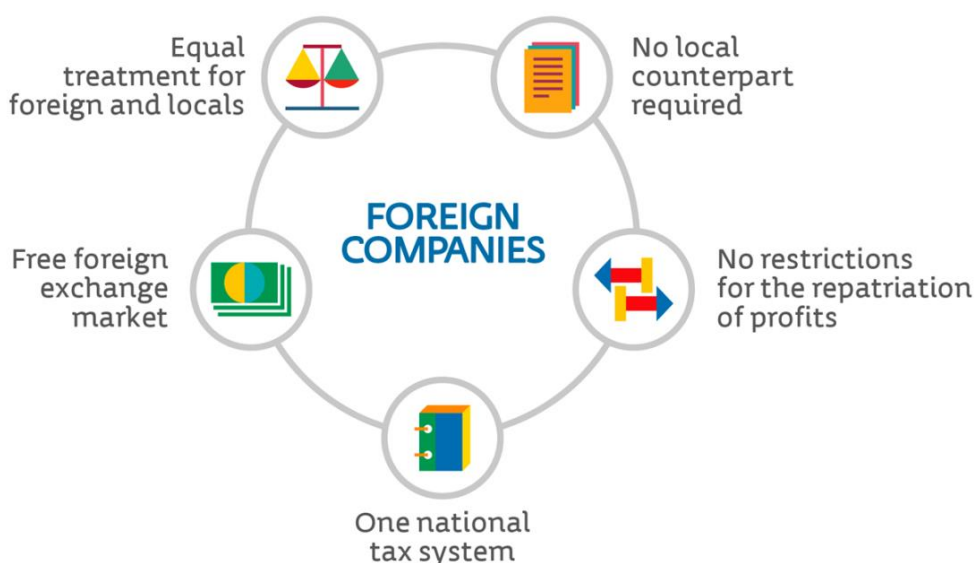 Equal
treatment for
foreign and locals
No local
counterpart
required
FOREIGN
COMPANIES
Free foreign
exchange
market
No restrictions
for the repatriation
of profits
One national
tax system